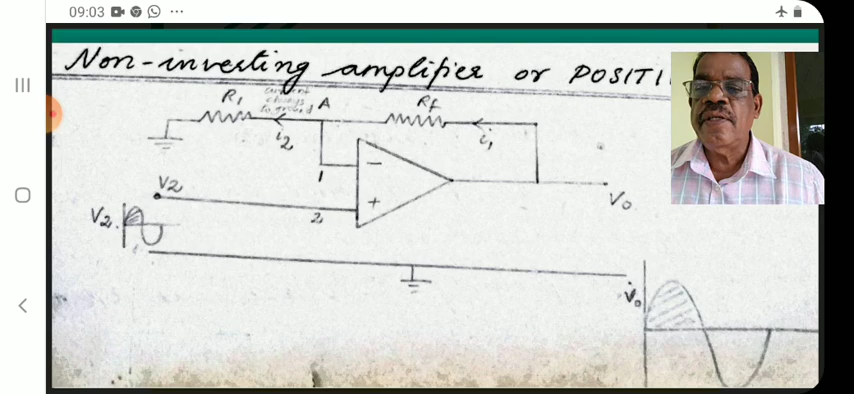 09:03
Non-inverting amplifier or POSITI
R₁ current always to ground A Rf
i₂ i₁
−
1
V2 +
2 Vo
V2.
Vo